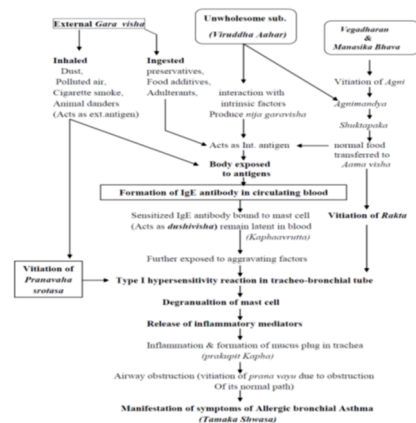 External Gara visha
Unwholesome sub.
(Viruddha Aahar)
Vegadharan
&
Manasika Bhava
Inhaled
Dust,
Polluted air,
Cigarette smoke,
Animal danders
(Acts as ext.antigen)
Ingested
preservatives,
Food additives,
Adulterants,
interaction with
intrinsic factors
Produce nija garavisha
Vitiation of Agni
Agnimandya
Shuktapaka
Acts as Int. antigen
normal food
transferred to
Aama visha
Body exposed
to antigens
Formation of IgE antibody in circulating blood
Sensitized IgE antibody bound to mast cell
(Acts as dushivisha) remain latent in blood
(Kaphaavrutta)
Vitiation of Rakta
Further exposed to aggravating factors
Vitiation of
Pranavaha
srotasa
Type I hypersensitivity reaction in tracheo-bronchial tube
Degranualtion of mast cell
Release of inflammatory mediators
Inflammation & formation of mucus plug in trachea
(prakupit Kapha)
Airway obstruction (vitiation of prana vayu due to obstruction
Of its normal path)
Manifestation of symptoms of Allergic bronchial Asthma
(Tamaka Shwasa)